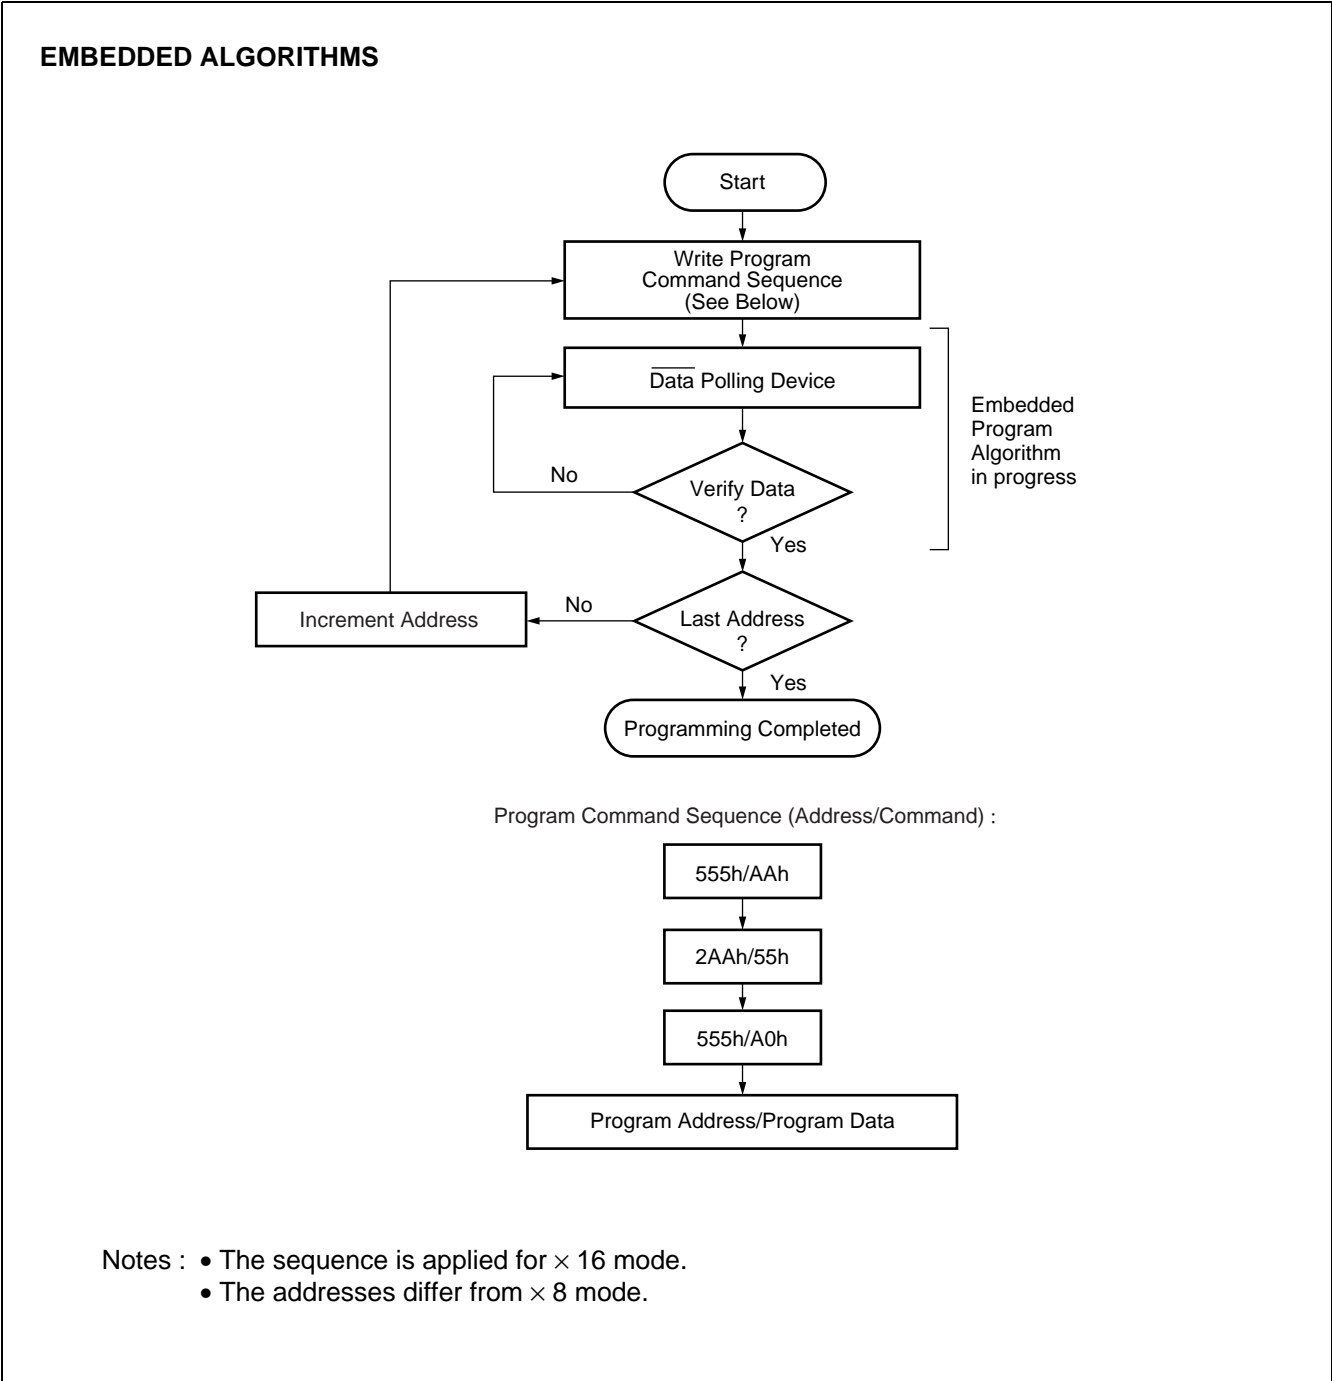 EMBEDDED ALGORITHMS
Start
Write Program
Command Sequence
(See Below)
Data Polling Device
Embedded
Program
Algorithm
in progress
No
Verify Data
?
Yes
Increment Address
No
Last Address
?
Yes
Programming Completed
Program Command Sequence (Address/Command) :
555h/AAh
2AAh/55h
555h/A0h
Program Address/Program Data
Notes : • The sequence is applied for × 16 mode.
• The addresses differ from × 8 mode.